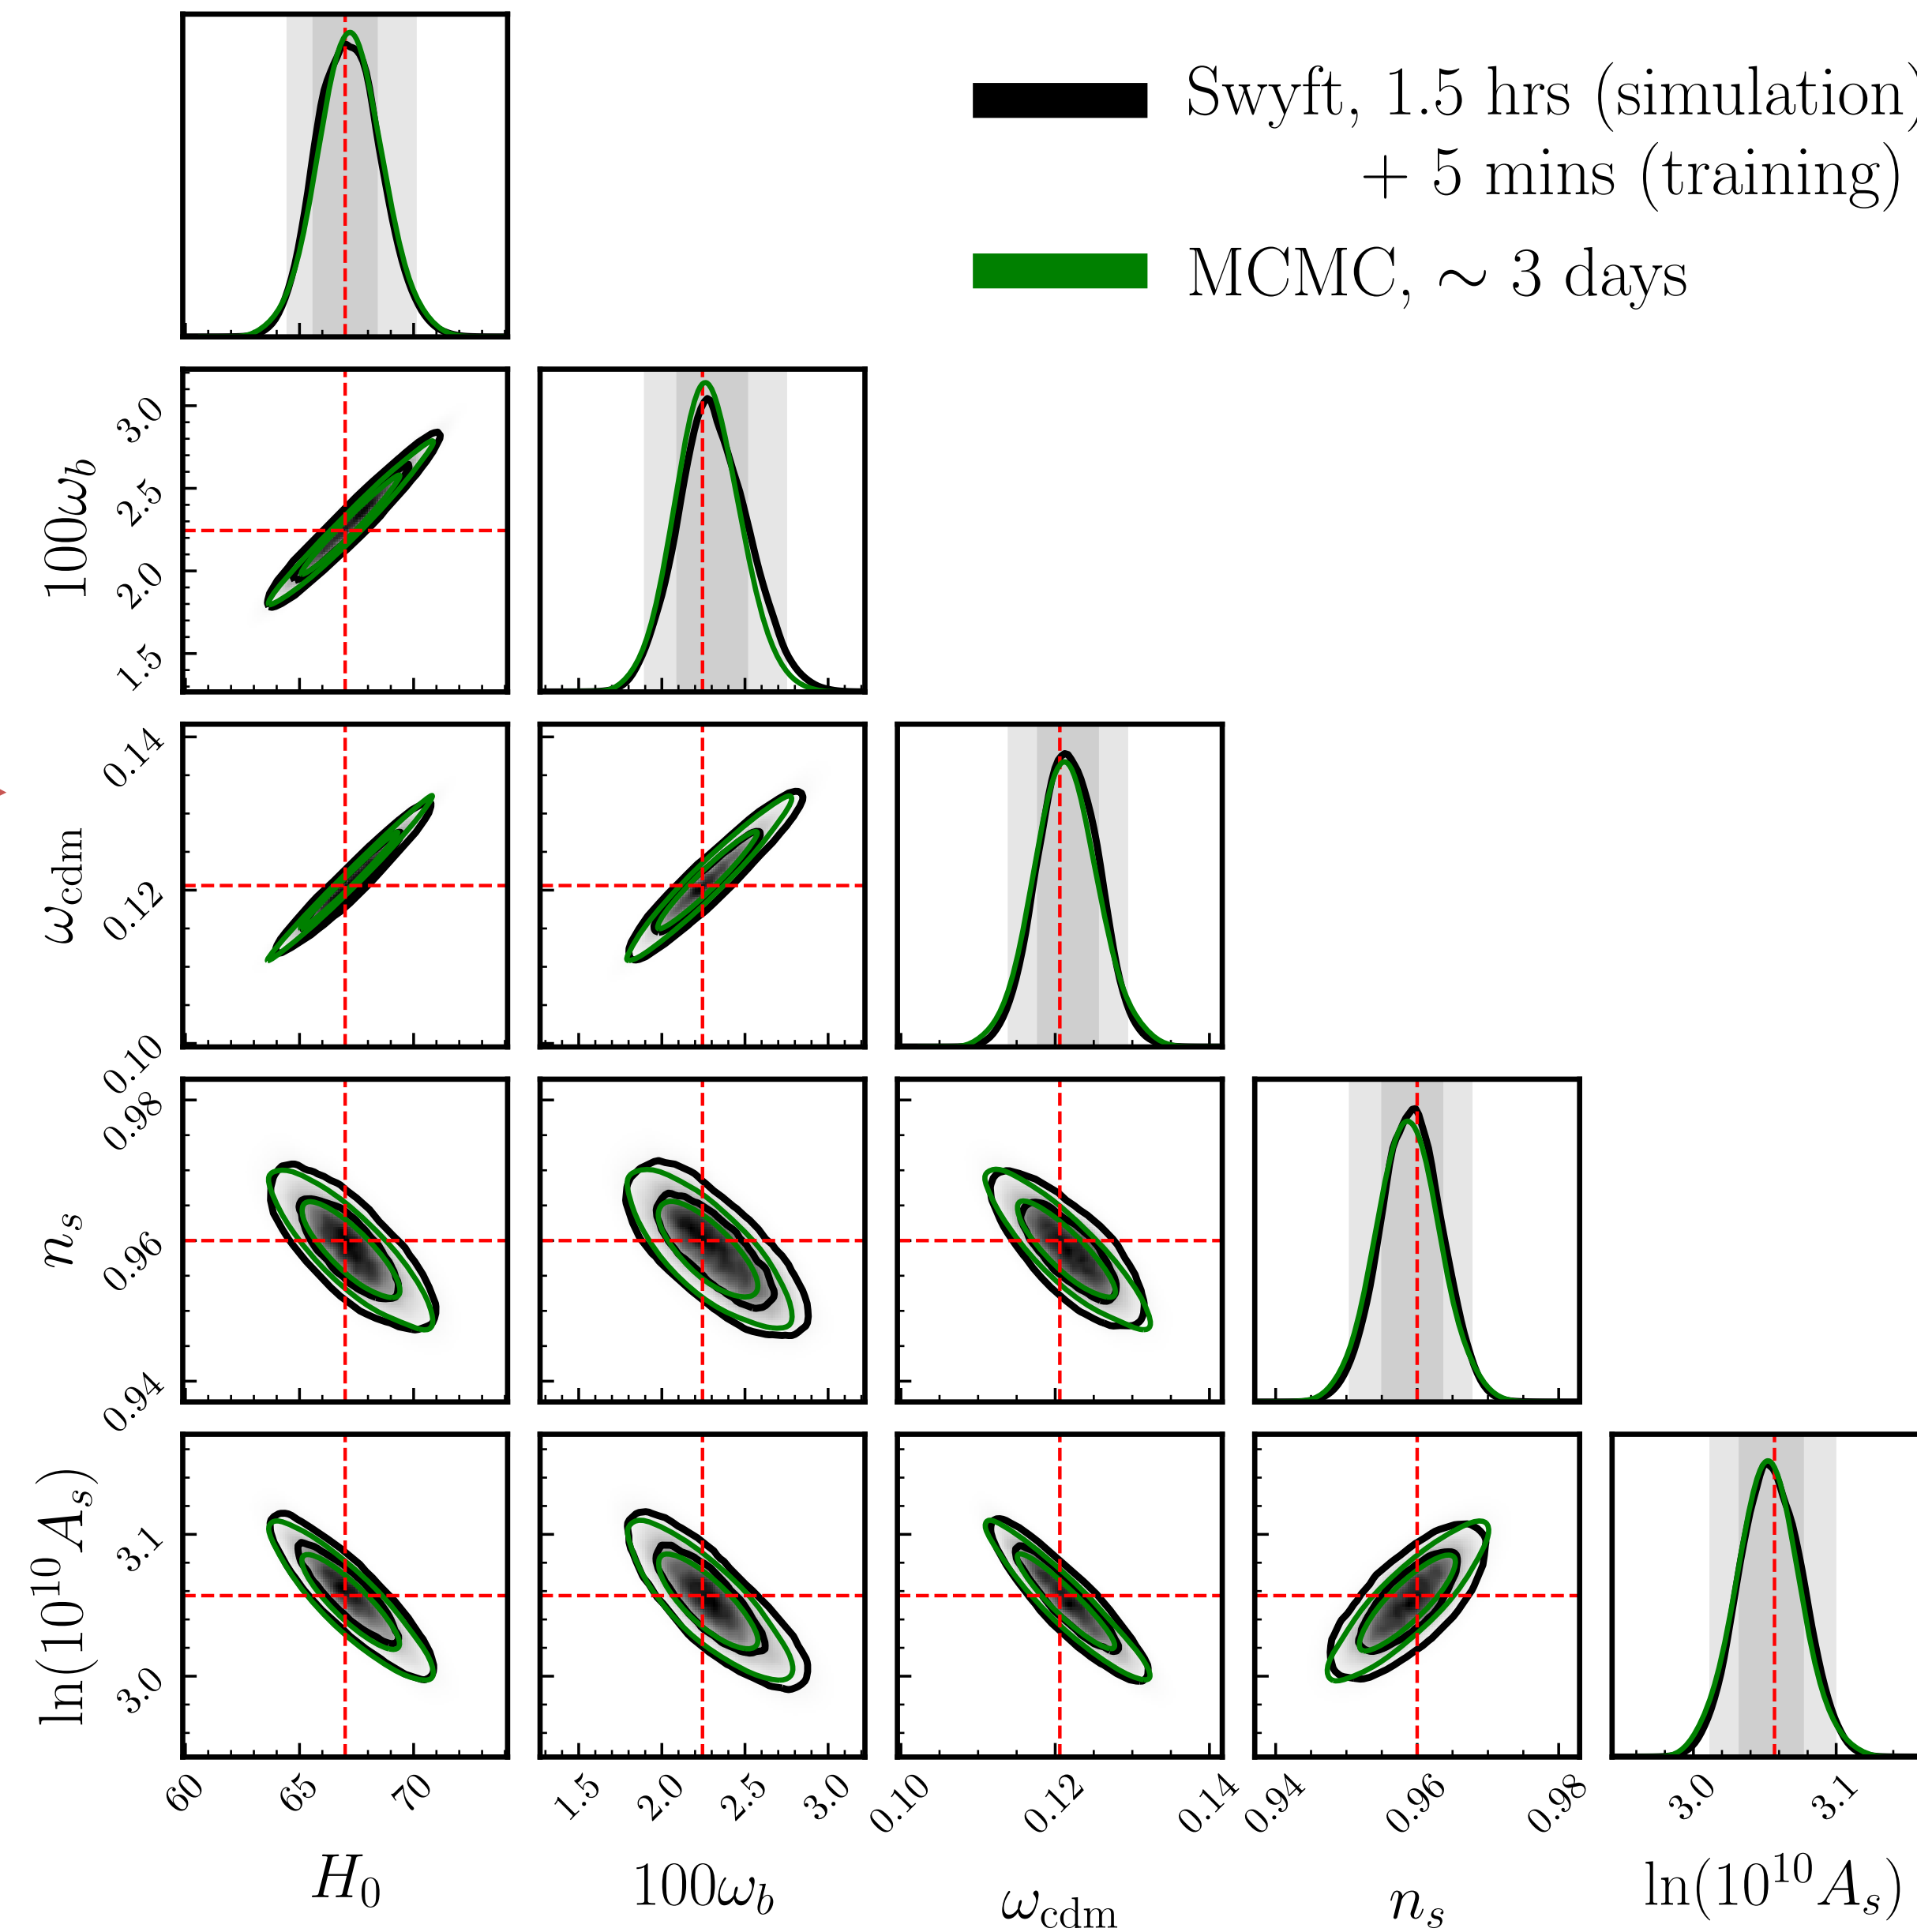 Swyft, 1.5 hrs (simulation)
+ 5 mins (training)
MCMC, ∼ 3 days
100ω_b
3.0
2.5
2.0
1.5
ω_cdm
0.14
0.12
0.10
n_s
0.98
0.96
0.94
ln(10^10 A_s)
3.1
3.0
60 65 70 1.5 2.0 2.5 3.0 0.10 0.12 0.14 0.94 0.96 0.98 3.0 3.1
H_0 100ω_b ω_cdm n_s ln(10^10 A_s)